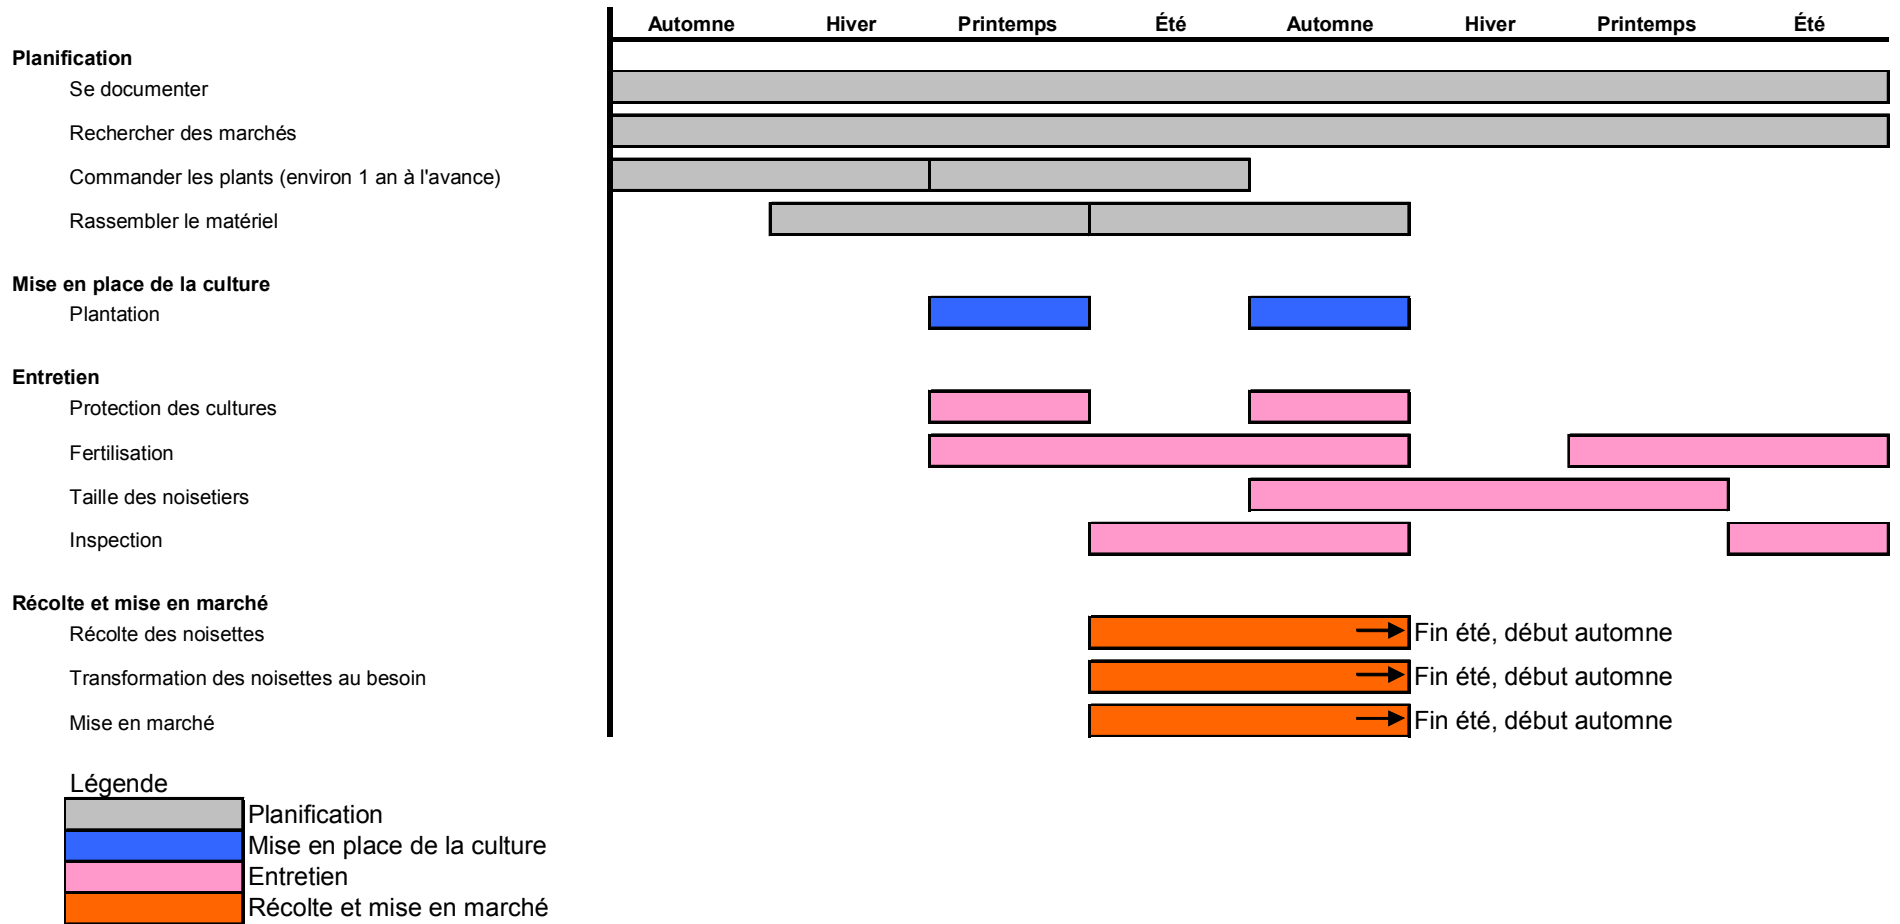 Automne Hiver Printemps Été Automne Hiver Printemps Été
Planification
Se documenter
Rechercher des marchés
Commander les plants (environ 1 an à l'avance)
Rassembler le matériel
Mise en place de la culture
Plantation
Entretien
Protection des cultures
Fertilisation
Taille des noisetiers
Inspection
Récolte et mise en marché
Récolte des noisettes Fin été, début automne
Transformation des noisettes au besoin Fin été, début automne
Mise en marché Fin été, début automne
Légende
Planification
Mise en place de la culture
Entretien
Récolte et mise en marché